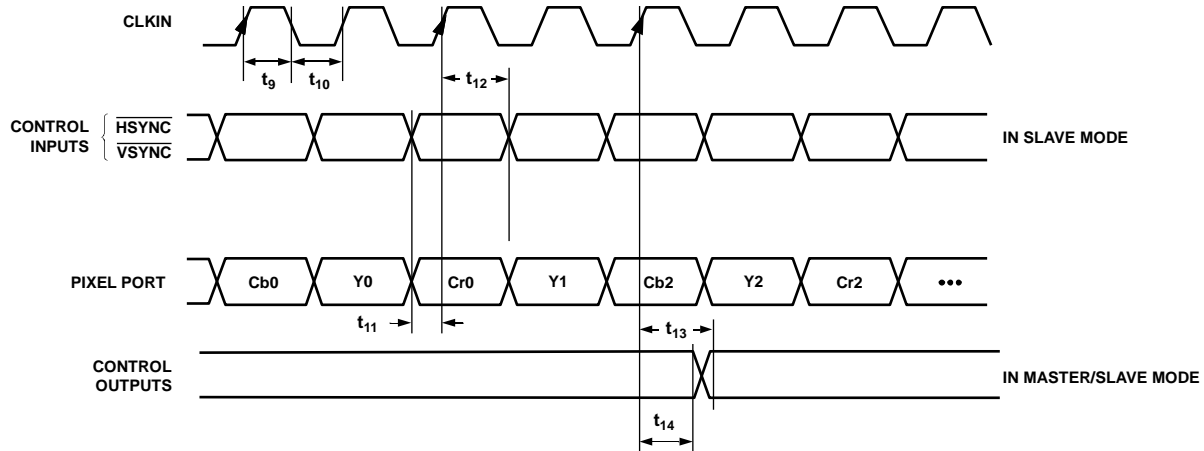 CLKIN
t9 t10 t12
CONTROL INPUTS { HSYNC VSYNC
IN SLAVE MODE
PIXEL PORT Cb0 Y0 Cr0 Y1 Cb2 Y2 Cr2 •••
t11 t13
CONTROL OUTPUTS
IN MASTER/SLAVE MODE
t14